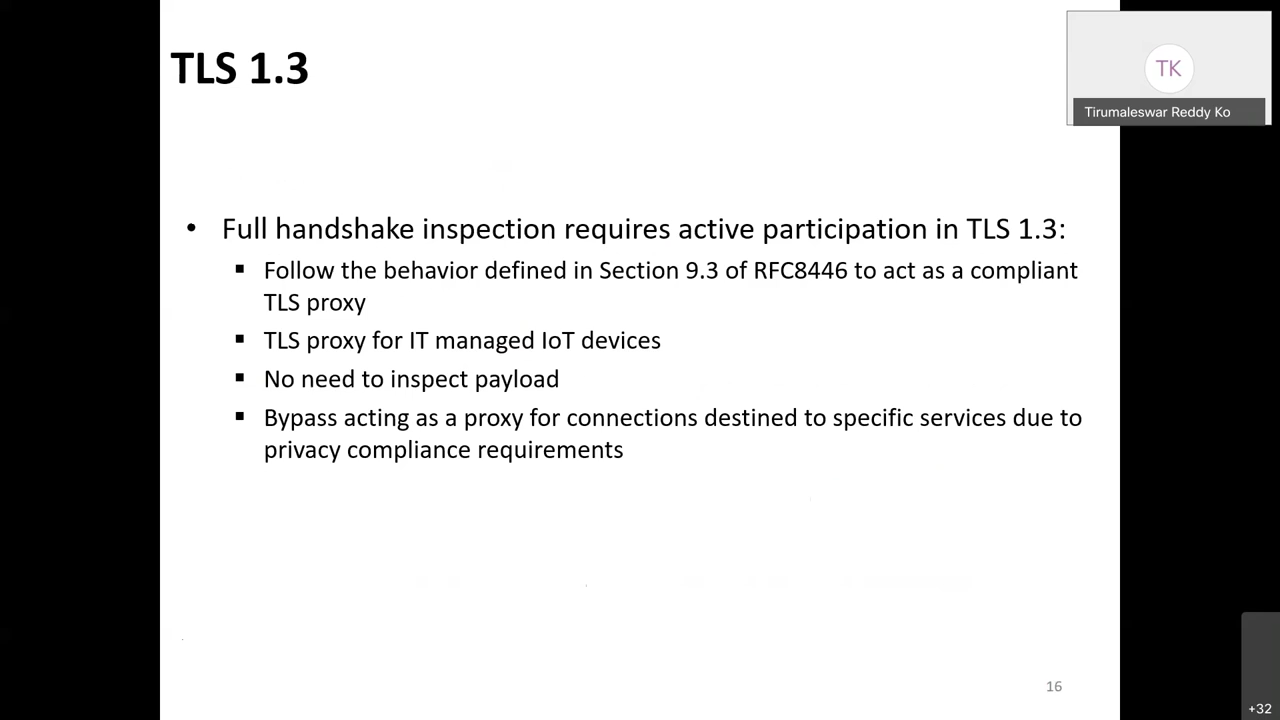 TLS 1.3
TK
Tirumaleswar Reddy Ko
• Full handshake inspection requires active participation in TLS 1.3:
▪ Follow the behavior defined in Section 9.3 of RFC8446 to act as a compliant
TLS proxy
▪ TLS proxy for IT managed IoT devices
▪ No need to inspect payload
▪ Bypass acting as a proxy for connections destined to specific services due to
privacy compliance requirements
16
+32